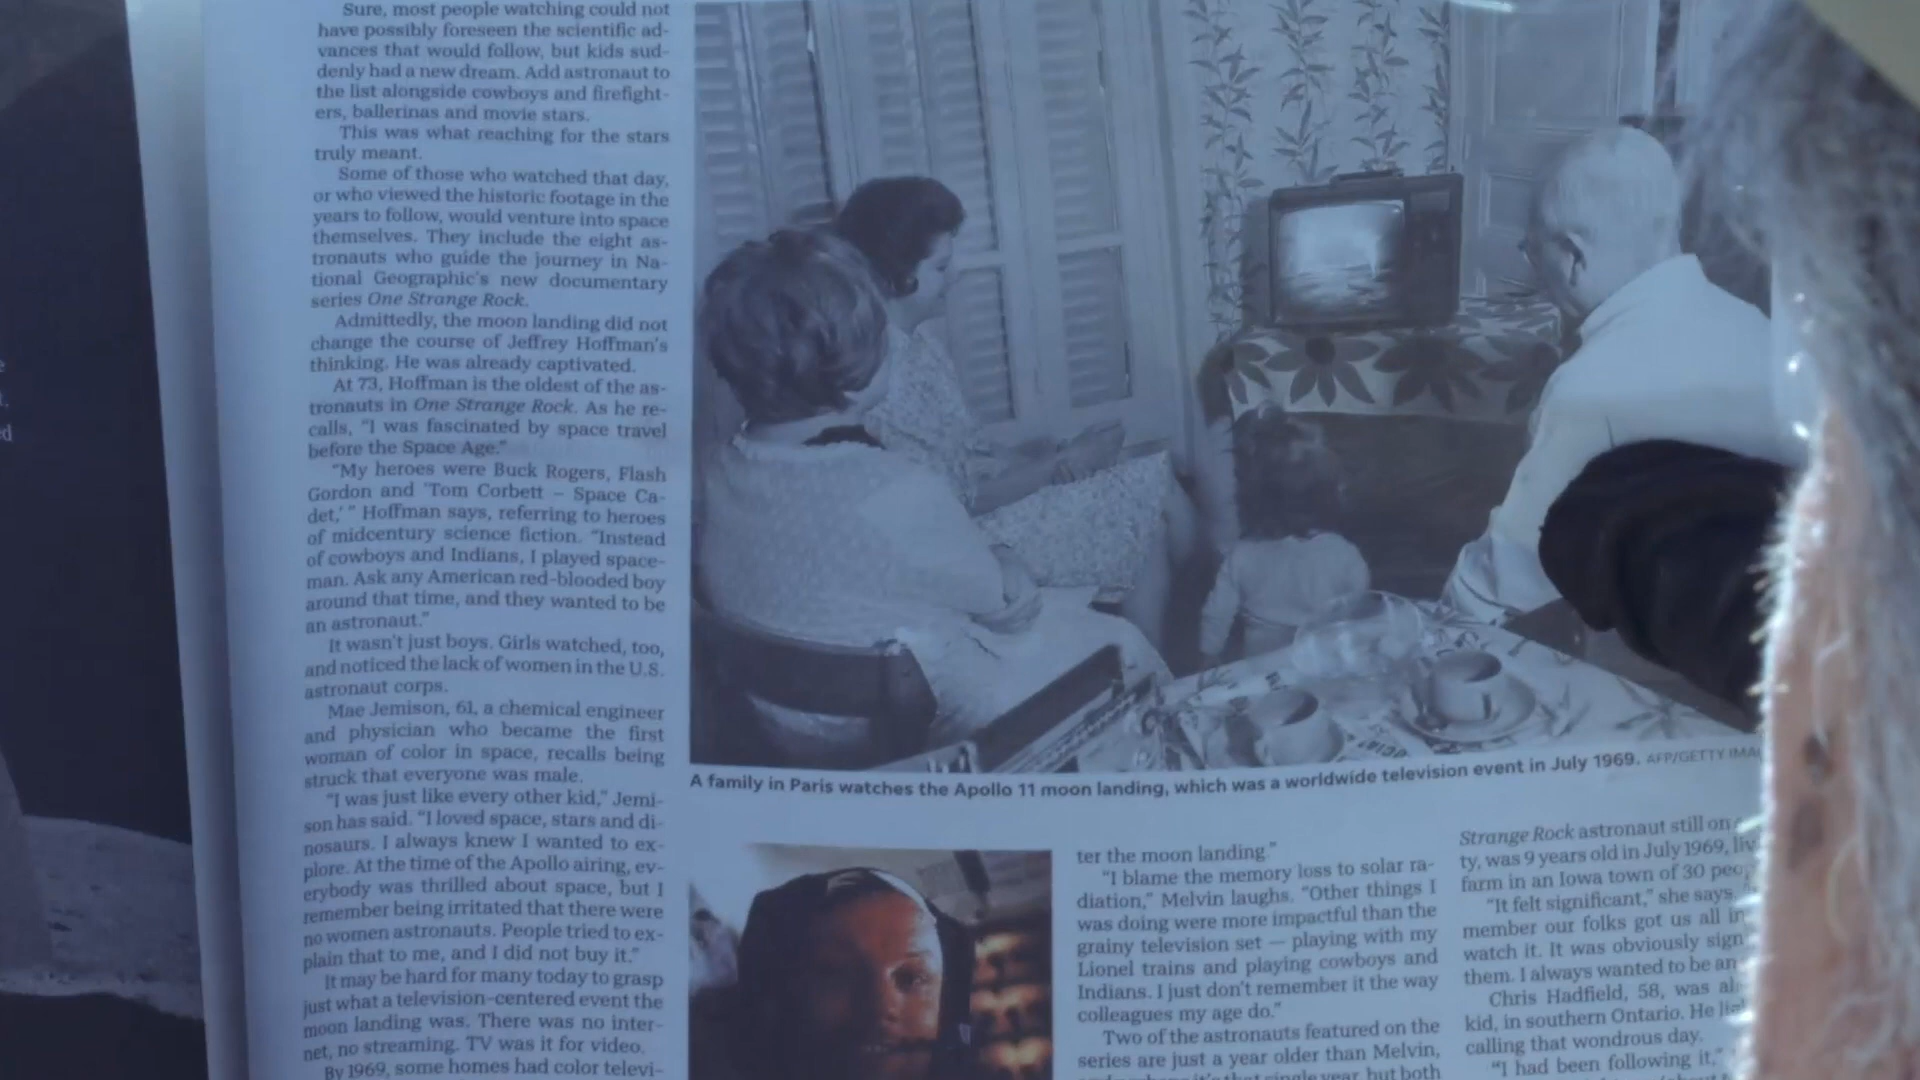 Sure, most people watching could not
have possibly foreseen the scientific ad-
vances that would follow, but kids sud-
denly had a new dream. Add astronaut to
the list alongside cowboys and firefight-
ers, ballerinas and movie stars.
This was what reaching for the stars
truly meant.
Some of those who watched that day,
or who viewed the historic footage in the
years to follow, would venture into space
themselves. They include the eight as-
tronauts who guide the journey in Na-
tional Geographic's new documentary
series One Strange Rock.
Admittedly, the moon landing did not
change the course of Jeffrey Hoffman's
thinking. He was already captivated.
At 73, Hoffman is the oldest of the as-
tronauts in One Strange Rock. As he re-
calls, "I was fascinated by space travel
before the Space Age."
"My heroes were Buck Rogers, Flash
Gordon and 'Tom Corbett – Space Ca-
det,' " Hoffman says, referring to heroes
of midcentury science fiction. "Instead
of cowboys and Indians, I played space-
man. Ask any American red-blooded boy
around that time, and they wanted to be
an astronaut."
It wasn't just boys. Girls watched, too,
and noticed the lack of women in the U.S.
astronaut corps.
Mae Jemison, 61, a chemical engineer
and physician who became the first
woman of color in space, recalls being
struck that everyone was male.
"I was just like every other kid," Jemi-
son has said. "I loved space, stars and di-
nosaurs. I always knew I wanted to ex-
plore. At the time of the Apollo airing, ev-
erybody was thrilled about space, but I
remember being irritated that there were
no women astronauts. People tried to ex-
plain that to me, and I did not buy it."
It may be hard for many today to grasp
just what a television-centered event the
moon landing was. There was no inter-
net, no streaming. TV was it for video.
By 1969, some homes had color televi-
A family in Paris watches the Apollo 11 moon landing, which was a worldwide television event in July 1969. AFP/GETTY
ter the moon landing."
"I blame the memory loss to solar ra-
diation," Melvin laughs. "Other things I
was doing were more impactful than the
grainy television set — playing with my
Lionel trains and playing cowboys and
Indians. I just don't remember it the way
colleagues my age do."
Two of the astronauts featured on the
series are just a year older than Melvin,
single year, but both
Strange Rock astronaut still on
ty, was 9 years old in July 1969,
farm in an Iowa town of 30
"It felt significant," she says.
member our folks got us all
watch it. It was obviously
them. I always wanted to be an
Chris Hadfield, 58, was
kid, in southern Ontario. He
calling that wondrous day.
"I had been following it,"